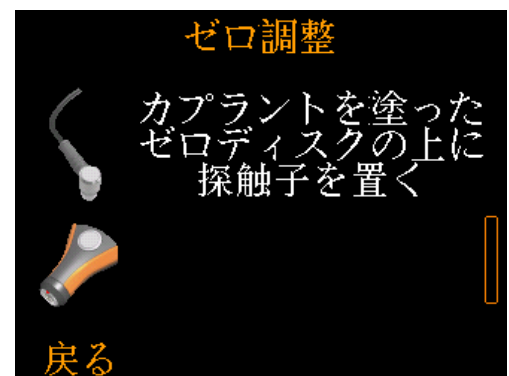 ゼロ調整
カプラントを塗った
ゼロディスクの上に
探触子を置く
戻る